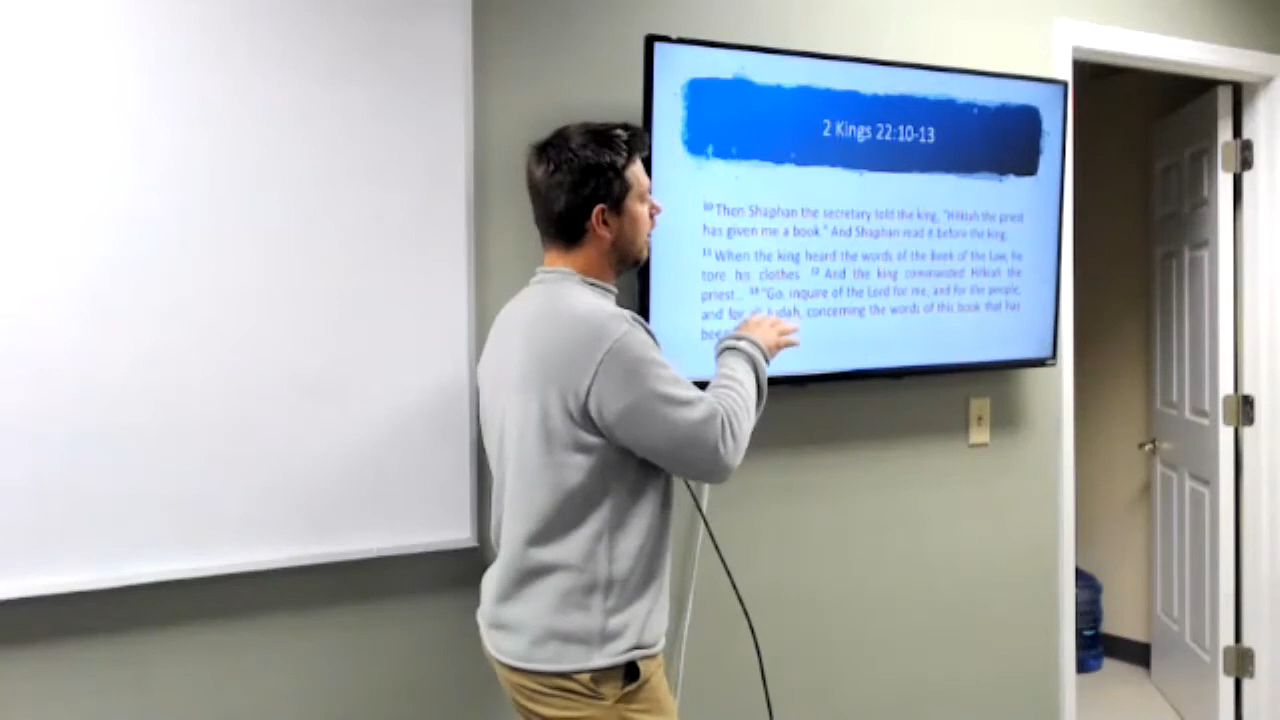 2 Kings 22:10-13
10 Then Shaphan the secretary told the king, "Hilkiah the priest
has given me a book." And Shaphan read it before the king.
11 When the king heard the words of the Book of the Law, he
tore his clothes. 12 And the king commanded Hilkiah the
priest... 13 "Go, inquire of the Lord for me, and for the people,
and for Judah, concerning the words of this book that has